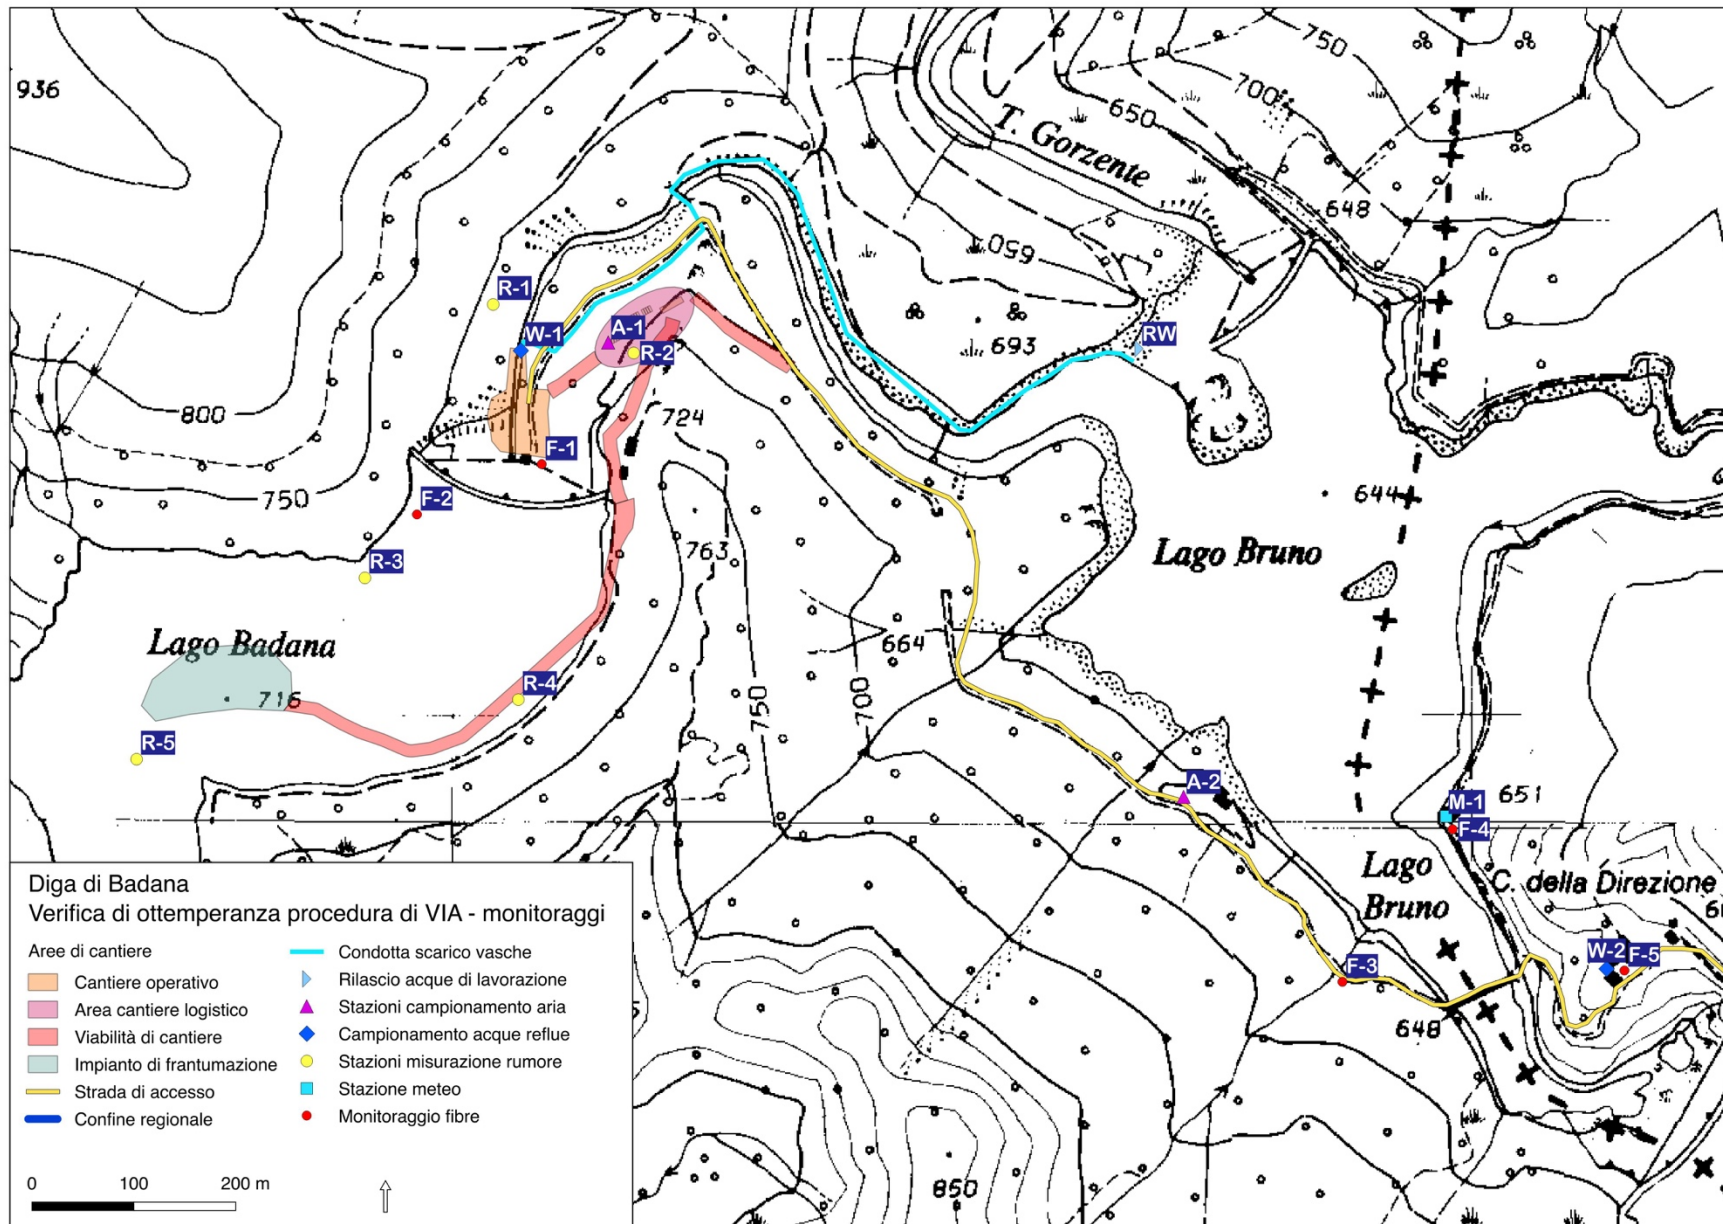 936
750
700
650
T. Gorzente
648
650
R-1
W-1
A-1
R-2
RW
693
800
724
F-1
750
F-2
644
763
Lago Bruno
R-3
Lago Badana
664
R-4
716
750
700
R-5
A-2
M-1
651
F-4
Lago
Bruno
C. della Direzione
W-2
F-5
F-3
648
850
Diga di Badana
Verifica di ottemperanza procedura di VIA - monitoraggi
Aree di cantiere
Cantiere operativo
Area cantiere logistico
Viabilità di cantiere
Impianto di frantumazione
Strada di accesso
Confine regionale
Condotta scarico vasche
Rilascio acque di lavorazione
Stazioni campionamento aria
Campionamento acque reflue
Stazioni misurazione rumore
Stazione meteo
Monitoraggio fibre
0 100 200 m